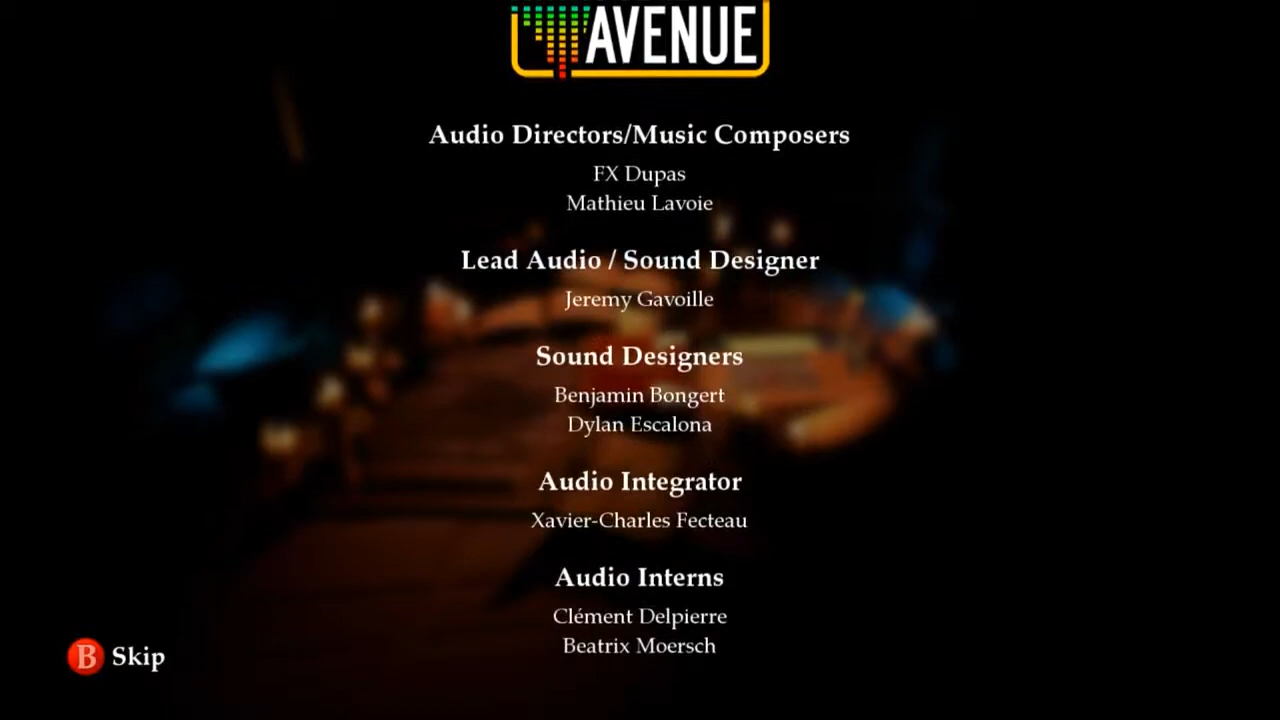 AVENUE
Audio Directors/Music Composers
FX Dupas
Mathieu Lavoie
Lead Audio / Sound Designer
Jeremy Gavoille
Sound Designers
Benjamin Bongert
Dylan Escalona
Audio Integrator
Xavier-Charles Fecteau
Audio Interns
Clément Delpierre
Beatrix Moersch
B Skip